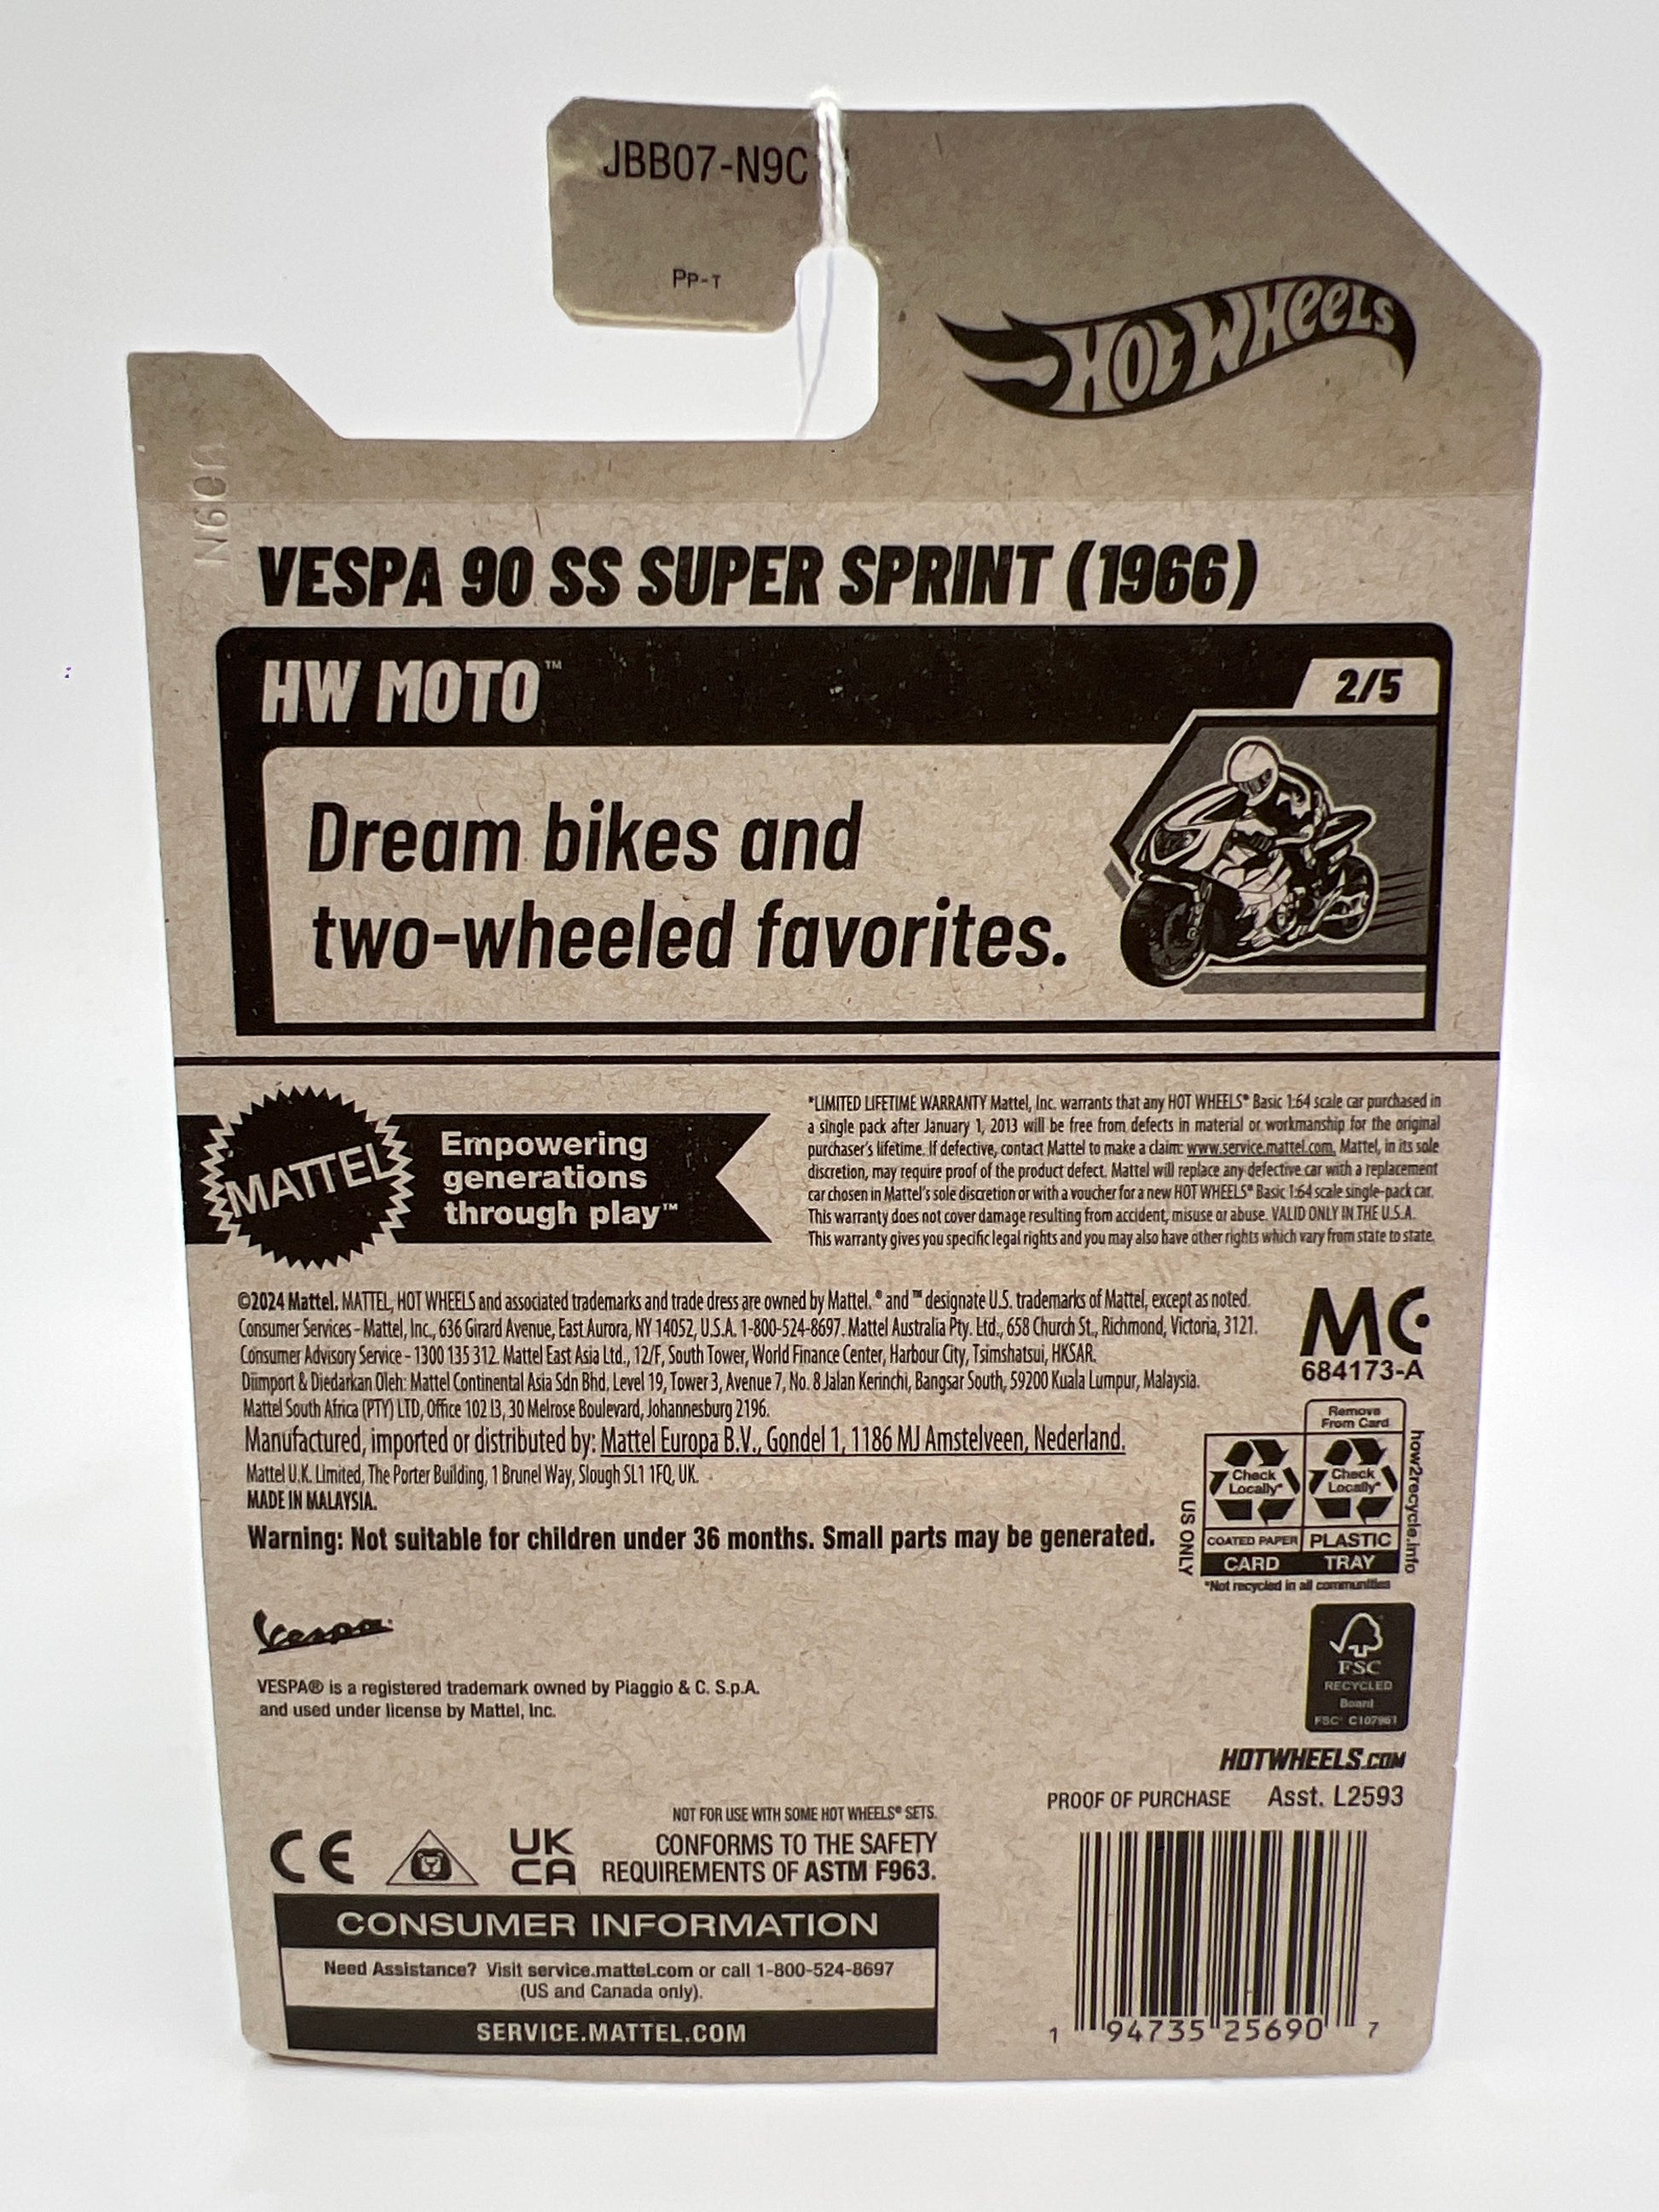 JBB07-N9C
Pp-T
HOT WHEELS
N60U
VESPA 90 SS SUPER SPRINT (1966)
HW MOTO™
2/5
Dream bikes and
two-wheeled favorites.
MATTEL
Empowering
generations
through play™
*LIMITED LIFETIME WARRANTY Mattel, Inc. warrants that any HOT WHEELS® Basic 1:64 scale car purchased in
a single pack after January 1, 2013 will be free from defects in material or workmanship for the original
purchaser's lifetime. If defective, contact Mattel to make a claim: www.service.mattel.com. Mattel, in its sole
discretion, may require proof of the product defect. Mattel will replace any defective car with a replacement
car chosen in Mattel's sole discretion or with a voucher for a new HOT WHEELS® Basic 1:64 scale single-pack car.
This warranty does not cover damage resulting from accident, misuse or abuse. VALID ONLY IN THE U.S.A.
This warranty gives you specific legal rights and you may also have other rights which vary from state to state.
©2024 Mattel. MATTEL, HOT WHEELS and associated trademarks and trade dress are owned by Mattel. ® and ™ designate U.S. trademarks of Mattel, except as noted.
Consumer Services - Mattel, Inc., 636 Girard Avenue, East Aurora, NY 14052, U.S.A. 1-800-524-8697. Mattel Australia Pty. Ltd., 658 Church St., Richmond, Victoria, 3121.
Consumer Advisory Service - 1300 135 312. Mattel East Asia Ltd., 12/F, South Tower, World Finance Center, Harbour City, Tsimshatsui, HKSAR.
Diimport & Diedarkan Oleh: Mattel Continental Asia Sdn Bhd. Level 19, Tower 3, Avenue 7, No. 8 Jalan Kerinchi, Bangsar South, 59200 Kuala Lumpur, Malaysia.
Mattel South Africa (PTY) LTD, Office 102 I3, 30 Melrose Boulevard, Johannesburg 2196.
Manufactured, imported or distributed by: Mattel Europa B.V., Gondel 1, 1186 MJ Amstelveen, Nederland.
Mattel U.K. Limited, The Porter Building, 1 Brunel Way, Slough SL1 1FQ, UK.
MADE IN MALAYSIA.
Warning: Not suitable for children under 36 months. Small parts may be generated.
MC
684173-A
Remove
From Card
Check
Locally*
Check
Locally*
COATED PAPER
PLASTIC
CARD
TRAY
US ONLY
how2recycle.info
*Not recycled in all communities
Vespa
VESPA® is a registered trademark owned by Piaggio & C. S.p.A.
and used under license by Mattel, Inc.
FSC
RECYCLED
Board
FSC® C107961
HOTWHEELS.COM
PROOF OF PURCHASE Asst. L2593
NOT FOR USE WITH SOME HOT WHEELS® SETS.
CE
UK
CA
CONFORMS TO THE SAFETY
REQUIREMENTS OF ASTM F963.
CONSUMER INFORMATION
Need Assistance? Visit service.mattel.com or call 1-800-524-8697
(US and Canada only).
SERVICE.MATTEL.COM
1 94735 25690 7